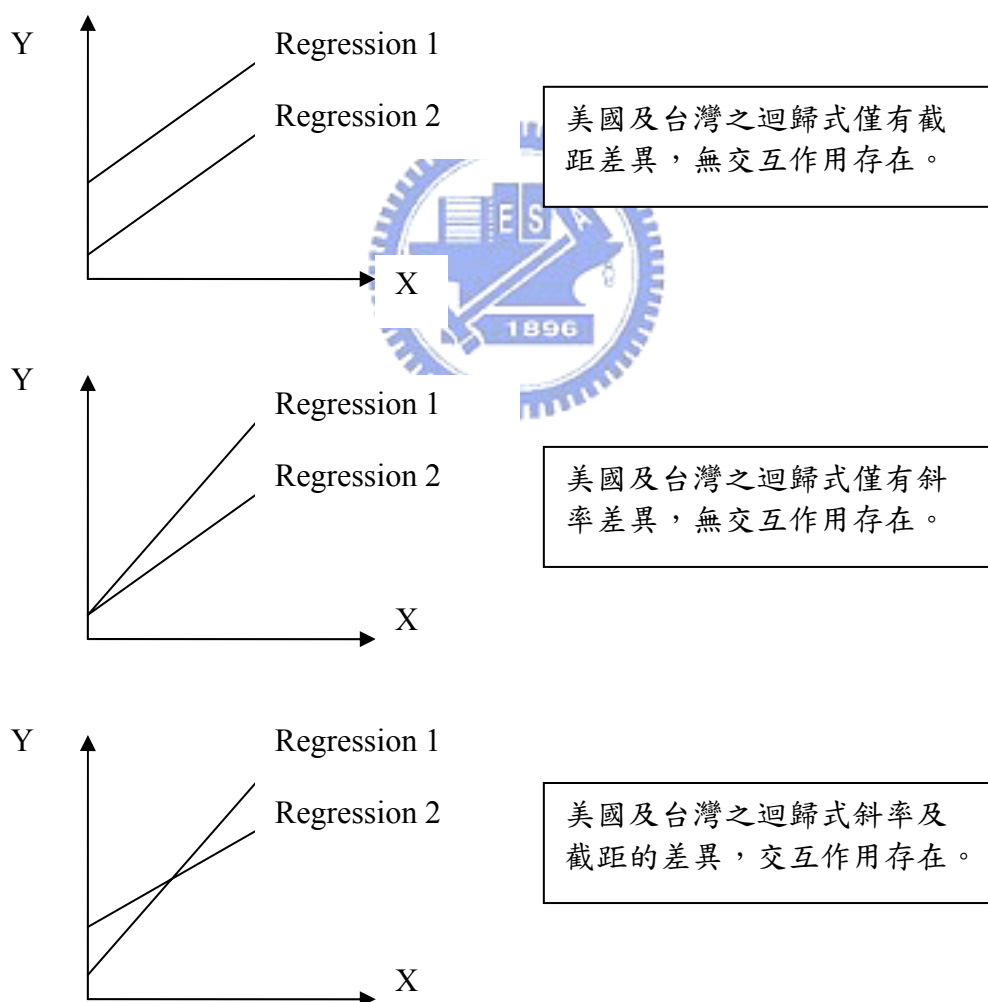 Y
Regression 1
Regression 2
X
美國及台灣之迴歸式僅有截
距差異，無交互作用存在。
E S A
1896
Y
Regression 1
Regression 2
X
美國及台灣之迴歸式僅有斜
率差異，無交互作用存在。
Y
Regression 1
Regression 2
X
美國及台灣之迴歸式斜率及
截距的差異，交互作用存在。